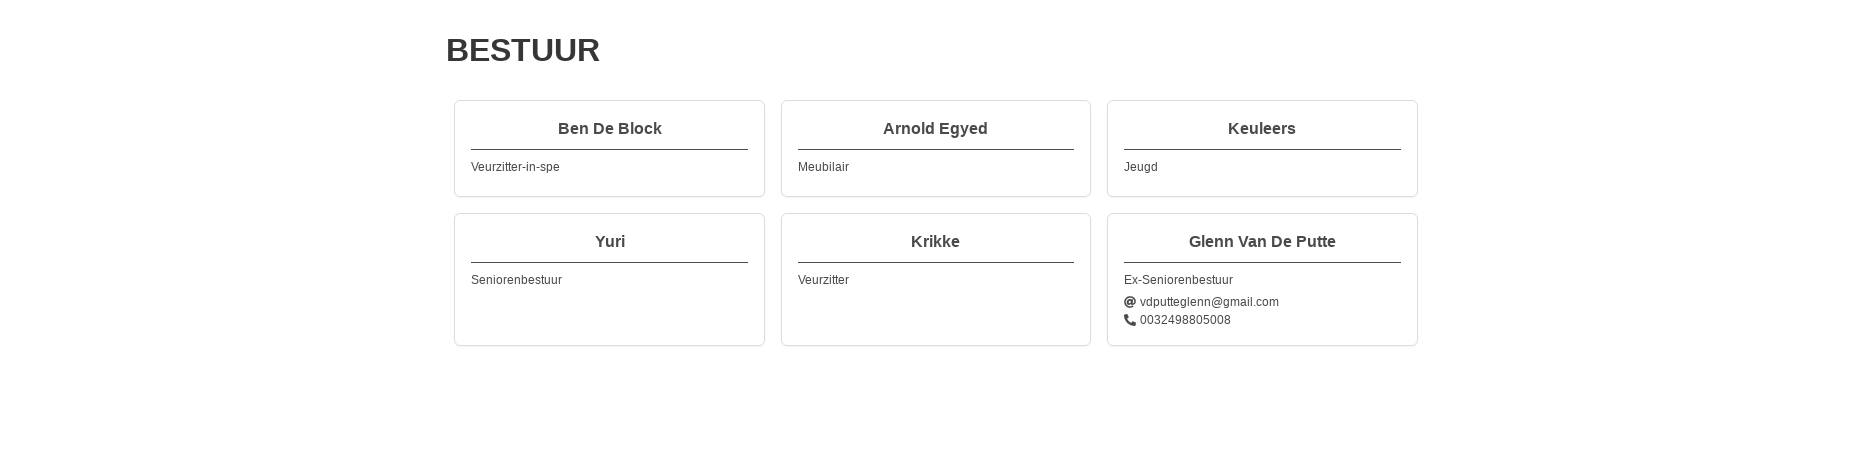 BESTUUR
Ben De Block
Veurzitter-in-spe
Arnold Egyed
Meubilair
Keuleers
Jeugd
Yuri
Seniorenbestuur
Krikke
Veurzitter
Glenn Van De Putte
Ex-Seniorenbestuur
vdputteglenn@gmail.com
0032498805008